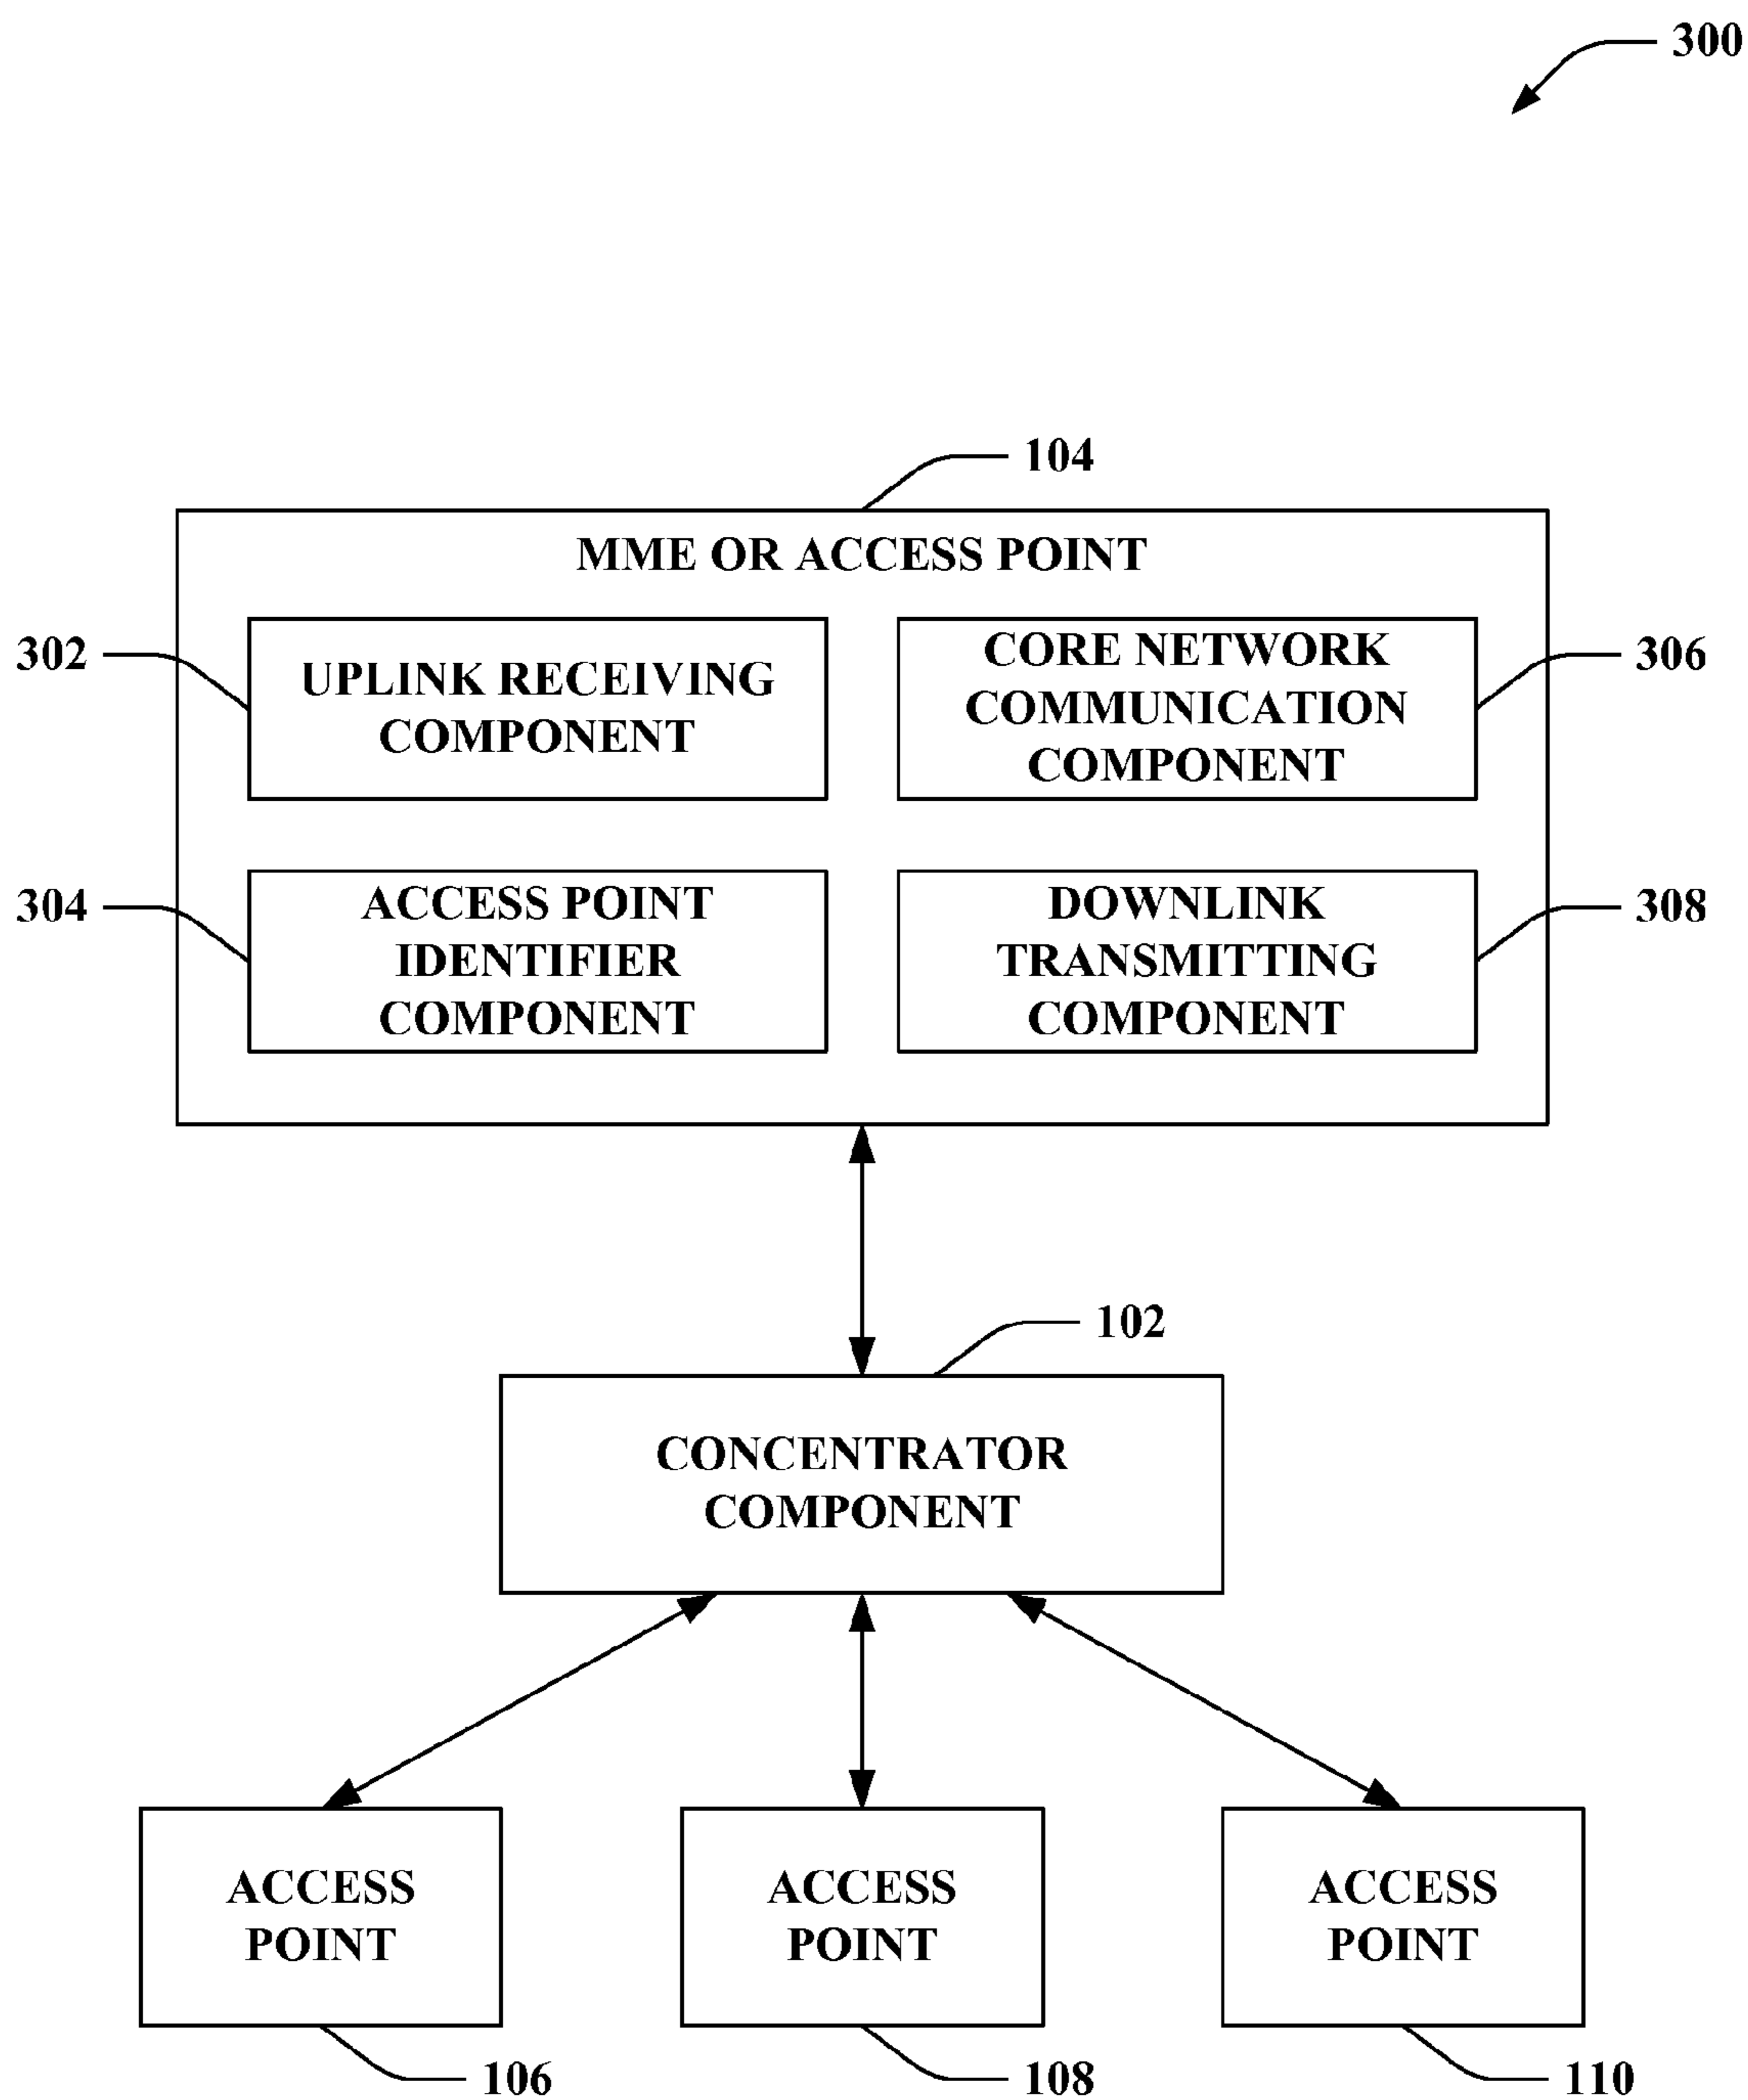 300
104
MME OR ACCESS POINT
302
UPLINK RECEIVING
COMPONENT
CORE NETWORK
COMMUNICATION
COMPONENT
306
304
ACCESS POINT
IDENTIFIER
COMPONENT
DOWNLINK
TRANSMITTING
COMPONENT
308
102
CONCENTRATOR
COMPONENT
ACCESS
POINT
ACCESS
POINT
ACCESS
POINT
106
108
110